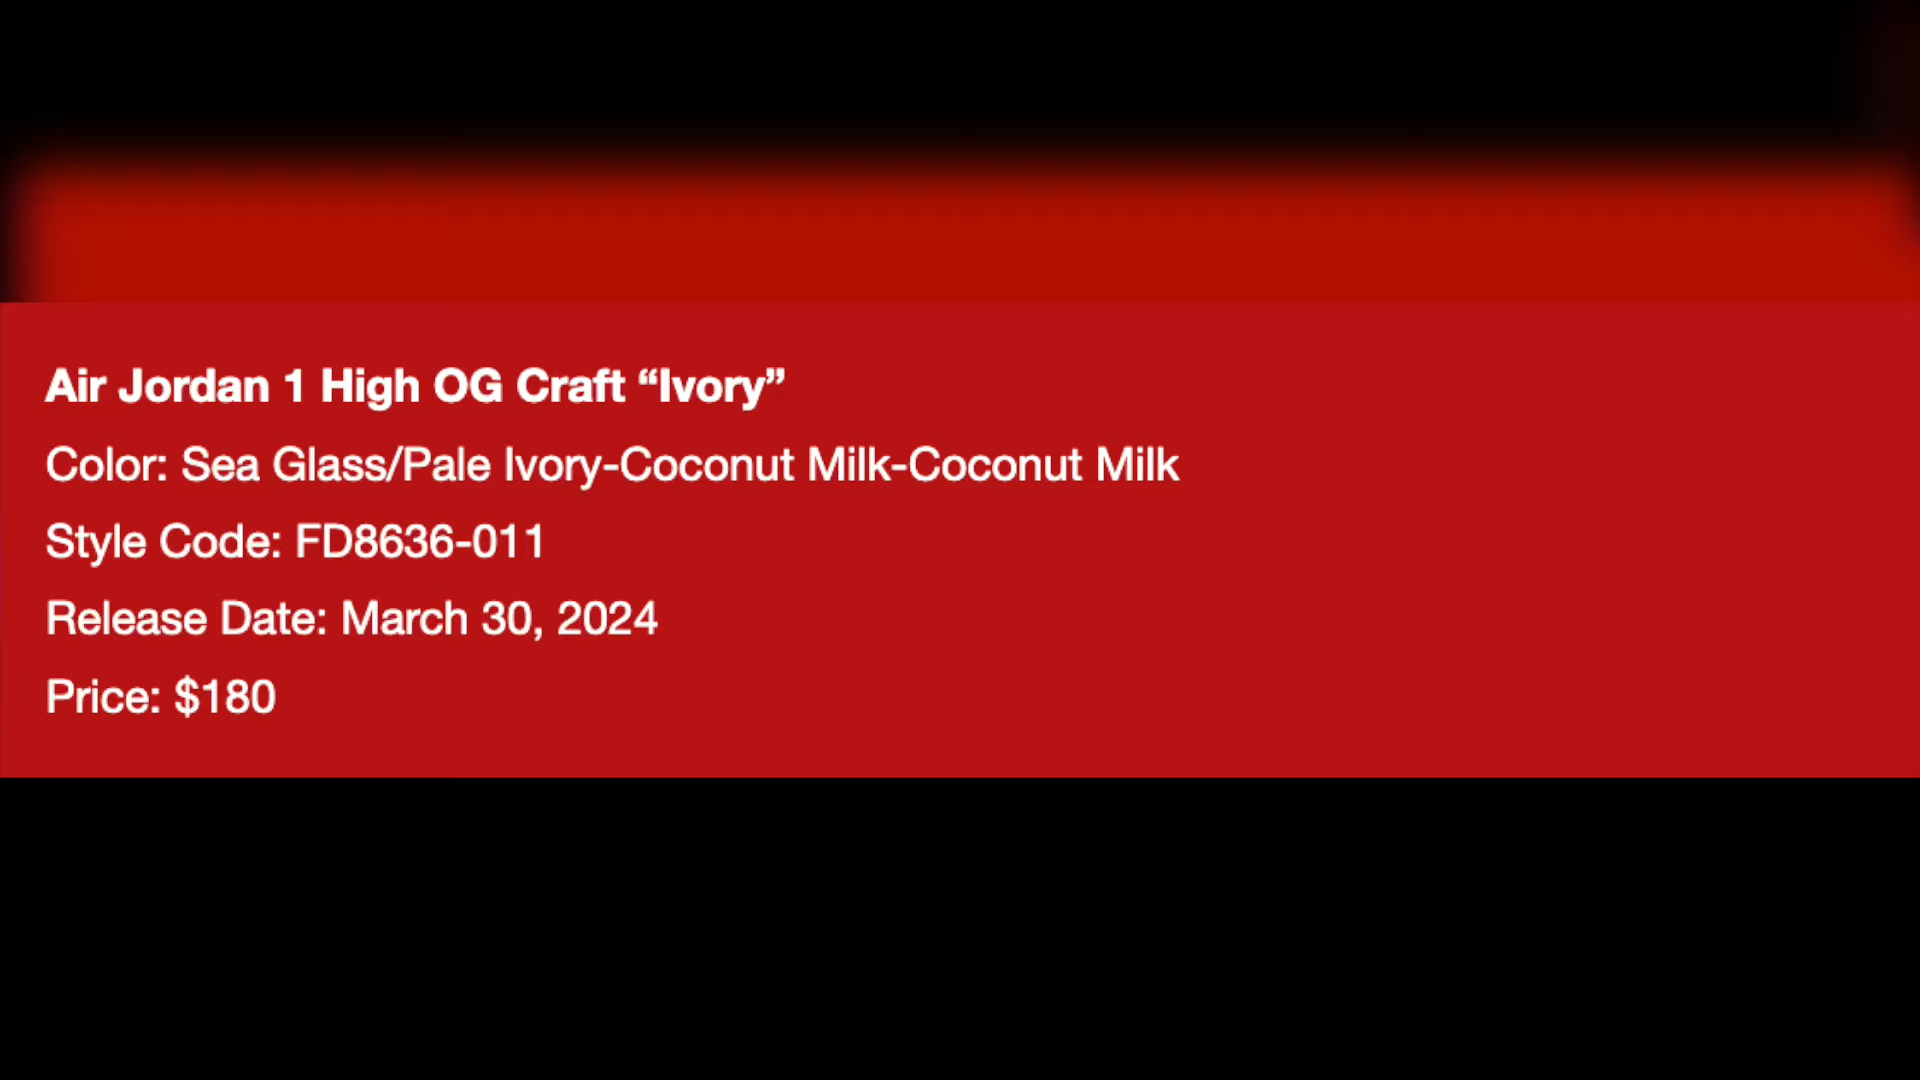 Air Jordan 1 High OG Craft “Ivory”
Color: Sea Glass/Pale Ivory-Coconut Milk-Coconut Milk
Style Code: FD8636-011
Release Date: March 30, 2024
Price: $180